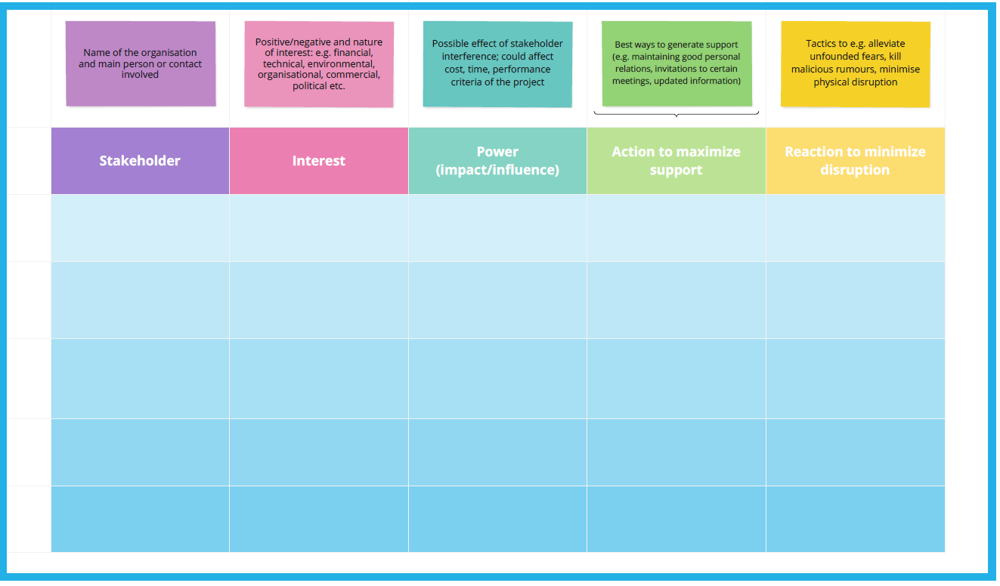 Name of the organisation
and main person or contact
involved
Positive/negative and nature
of interest: e.g. financial,
technical, environmental,
organisational, commercial,
political etc.
Possible effect of stakeholder
interference; could affect
cost, time, performance
criteria of the project
Best ways to generate support
(e.g. maintaining good personal
relations, invitations to certain
meetings, updated information)
Tactics to e.g. alleviate
unfounded fears, kill
malicious rumours, minimise
physical disruption
Stakeholder
Interest
Power
(impact/influence)
Action to maximize
support
Reaction to minimize
disruption